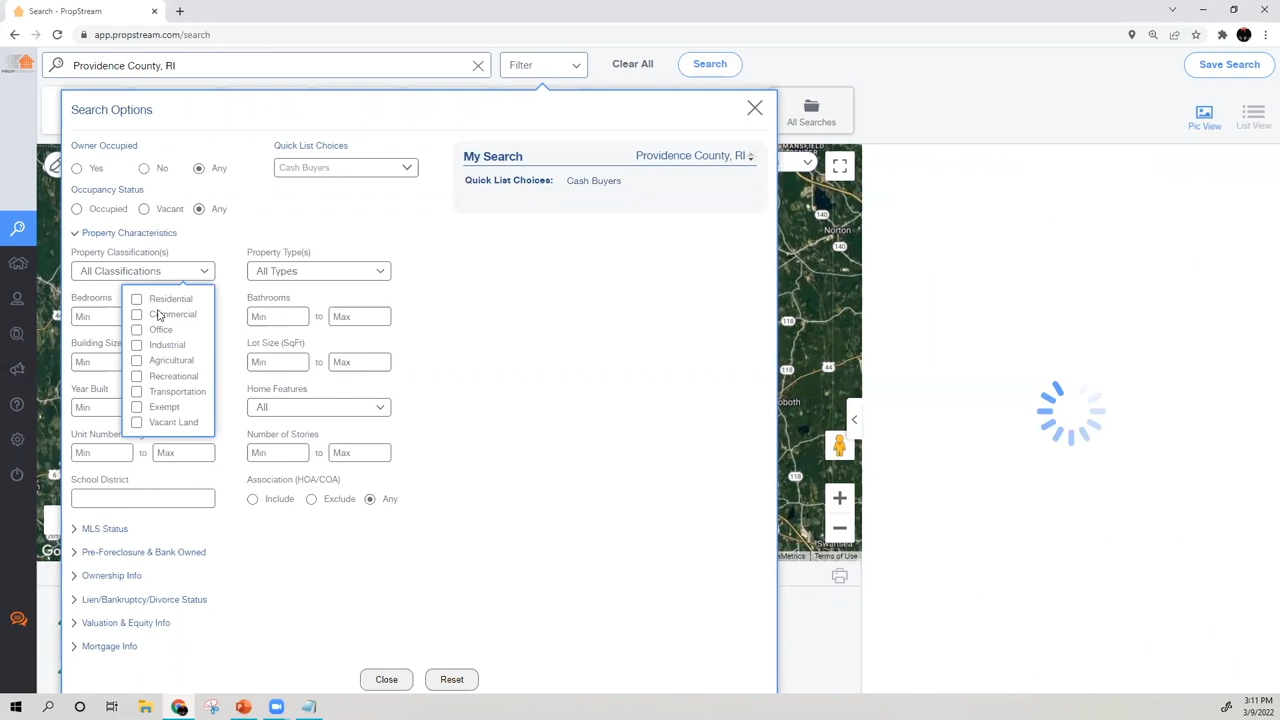 Search - PropStream
app.propstream.com/search
Providence County, RI
Filter
Clear All
Search
Save Search
Search Options
All Searches
Pic View
List View
Owner Occupied
Quick List Choices
Yes
No
Any
Cash Buyers
My Search
Providence County, RI
Quick List Choices:
Cash Buyers
Occupancy Status
Occupied
Vacant
Any
Property Characteristics
Property Classification(s)
Property Type(s)
All Classifications
All Types
Residential
Commercial
Office
Industrial
Agricultural
Recreational
Transportation
Exempt
Vacant Land
Bedrooms
Bathrooms
Min
Min
to
Max
Building Size
Lot Size (SqFt)
Min
Min
to
Max
Year Built
Home Features
Min
All
Unit Number
Number of Stories
Min
to
Max
Min
to
Max
School District
Association (HOA/COA)
Include
Exclude
Any
MLS Status
Pre-Foreclosure & Bank Owned
Ownership Info
Lien/Bankruptcy/Divorce Status
Valuation & Equity Info
Mortgage Info
Close
Reset
Norton
140
140
118
44
118
118
6
Terms of Use
3:11 PM
3/9/2022